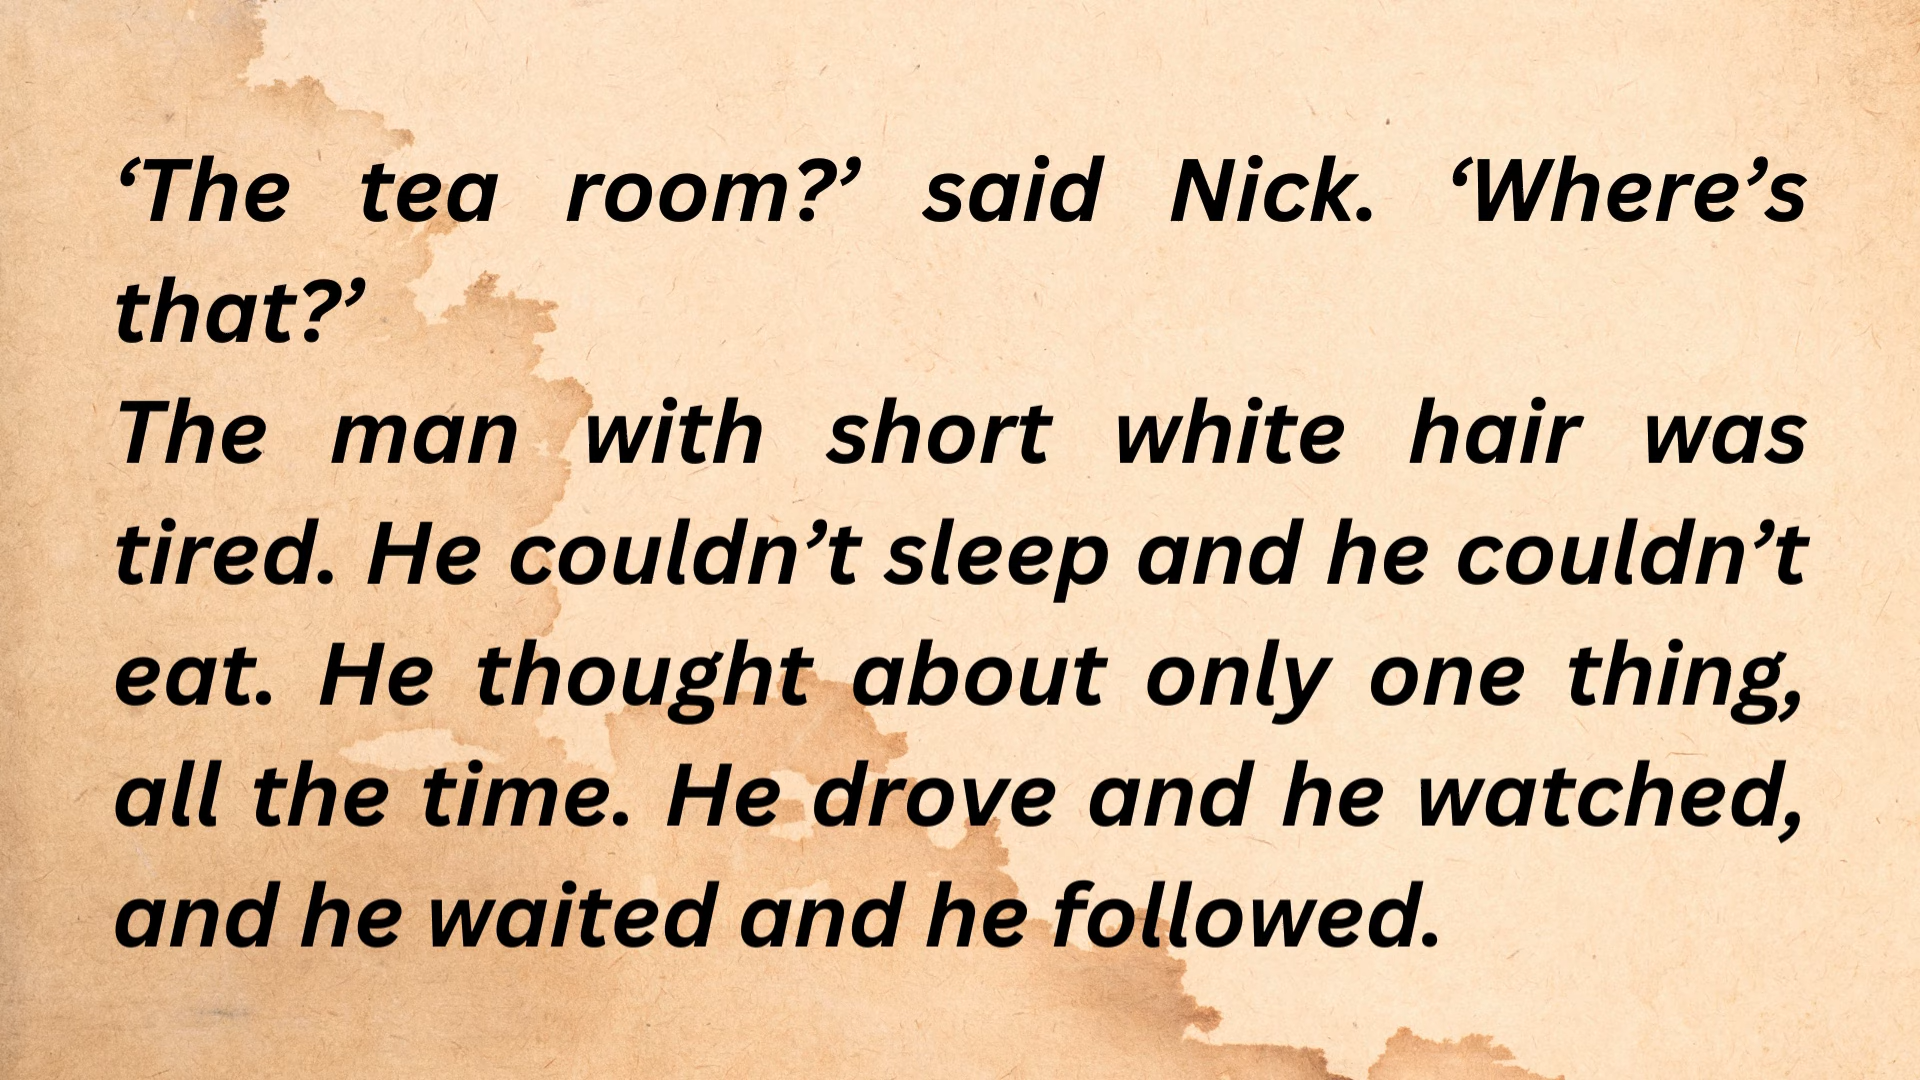 ‘The tea room?’ said Nick. ‘Where’s
that?’
The man with short white hair was
tired. He couldn’t sleep and he couldn’t
eat. He thought about only one thing,
all the time. He drove and he watched,
and he waited and he followed.